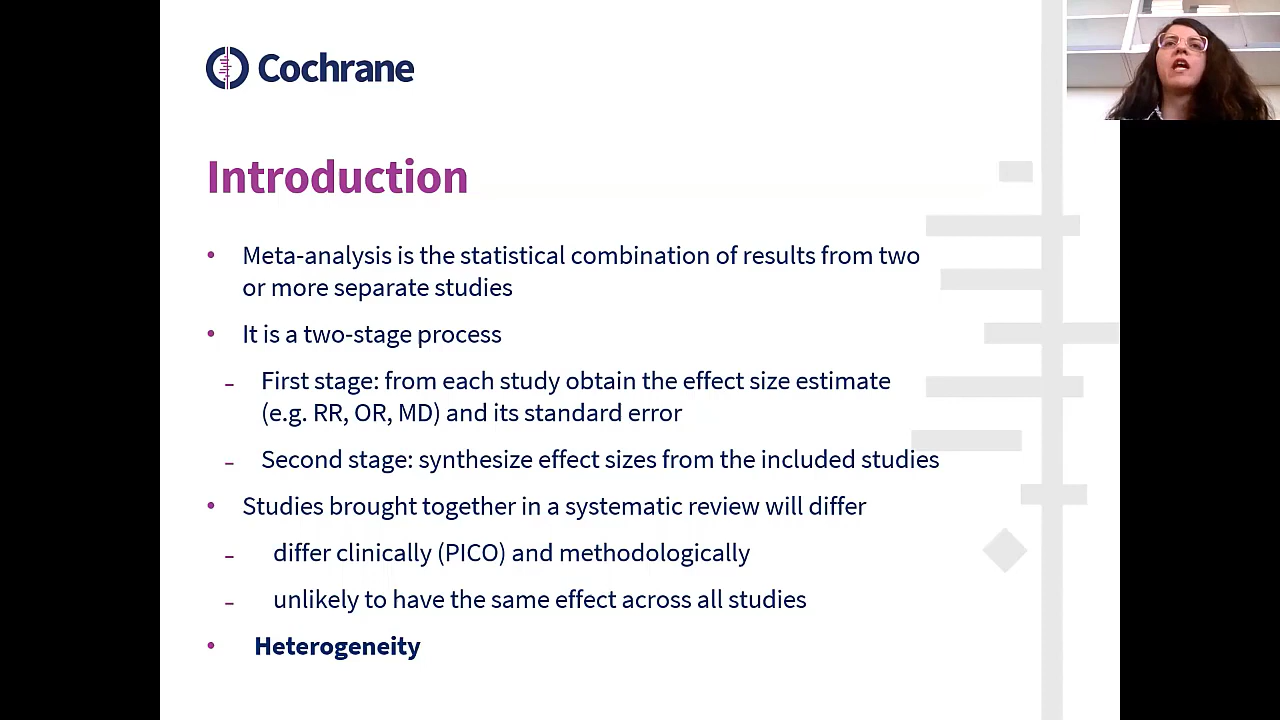 Cochrane
Introduction
• Meta-analysis is the statistical combination of results from two
or more separate studies
• It is a two-stage process
- First stage: from each study obtain the effect size estimate
(e.g. RR, OR, MD) and its standard error
- Second stage: synthesize effect sizes from the included studies
• Studies brought together in a systematic review will differ
- differ clinically (PICO) and methodologically
- unlikely to have the same effect across all studies
• Heterogeneity